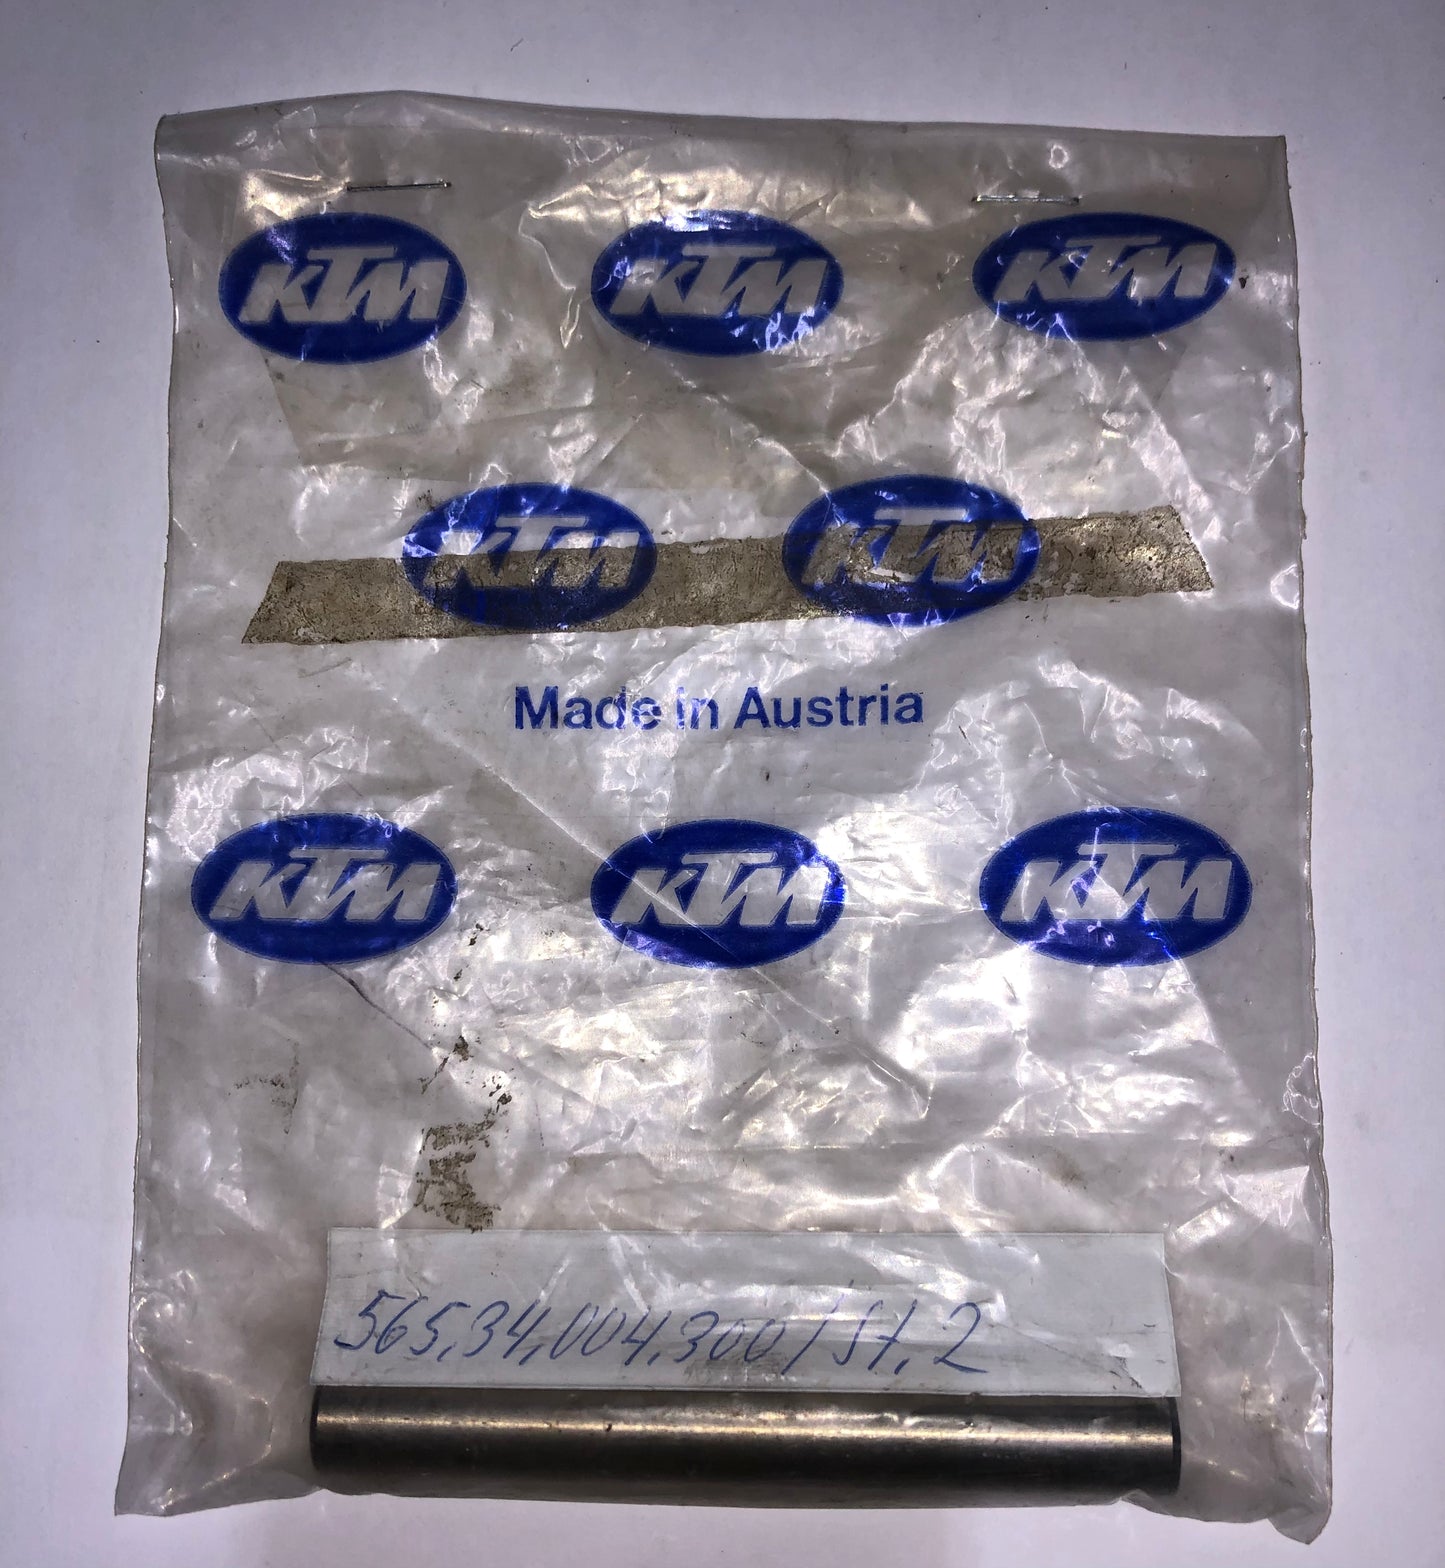 KTM KTM KTM
KTM KTM
Made in Austria
KTM KTM KTM
565,34,004,300 / St, 2